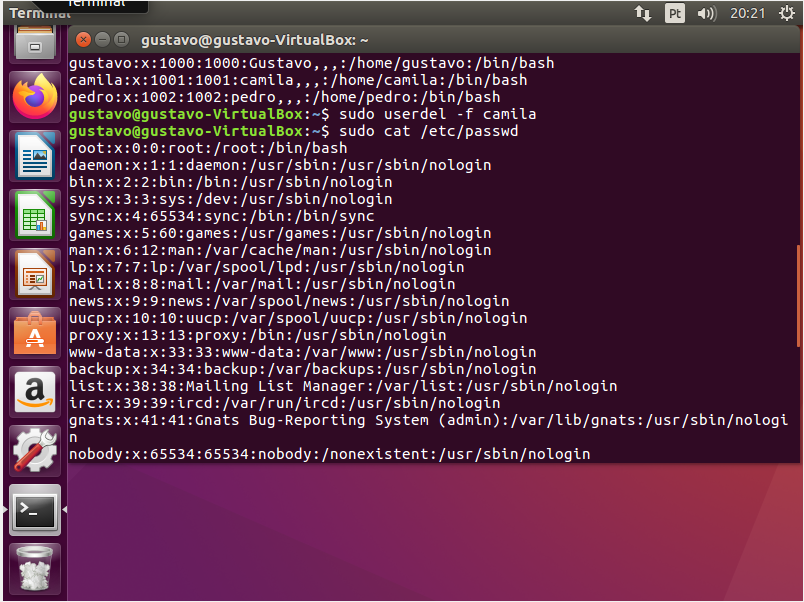 Terminal
Terminal
Pt
20:21
gustavo@gustavo-VirtualBox: ~
gustavo:x:1000:1000:Gustavo,,,:/home/gustavo:/bin/bash
camila:x:1001:1001:camila,,,:/home/camila:/bin/bash
pedro:x:1002:1002:pedro,,,:/home/pedro:/bin/bash
gustavo@gustavo-VirtualBox:~$ sudo userdel -f camila
gustavo@gustavo-VirtualBox:~$ sudo cat /etc/passwd
root:x:0:0:root:/root:/bin/bash
daemon:x:1:1:daemon:/usr/sbin:/usr/sbin/nologin
bin:x:2:2:bin:/bin:/usr/sbin/nologin
sys:x:3:3:sys:/dev:/usr/sbin/nologin
sync:x:4:65534:sync:/bin:/bin/sync
games:x:5:60:games:/usr/games:/usr/sbin/nologin
man:x:6:12:man:/var/cache/man:/usr/sbin/nologin
lp:x:7:7:lp:/var/spool/lpd:/usr/sbin/nologin
mail:x:8:8:mail:/var/mail:/usr/sbin/nologin
news:x:9:9:news:/var/spool/news:/usr/sbin/nologin
uucp:x:10:10:uucp:/var/spool/uucp:/usr/sbin/nologin
proxy:x:13:13:proxy:/bin:/usr/sbin/nologin
www-data:x:33:33:www-data:/var/www:/usr/sbin/nologin
backup:x:34:34:backup:/var/backups:/usr/sbin/nologin
list:x:38:38:Mailing List Manager:/var/list:/usr/sbin/nologin
irc:x:39:39:ircd:/var/run/ircd:/usr/sbin/nologin
gnats:x:41:41:Gnats Bug-Reporting System (admin):/var/lib/gnats:/usr/sbin/nologi
n
nobody:x:65534:65534:nobody:/nonexistent:/usr/sbin/nologin